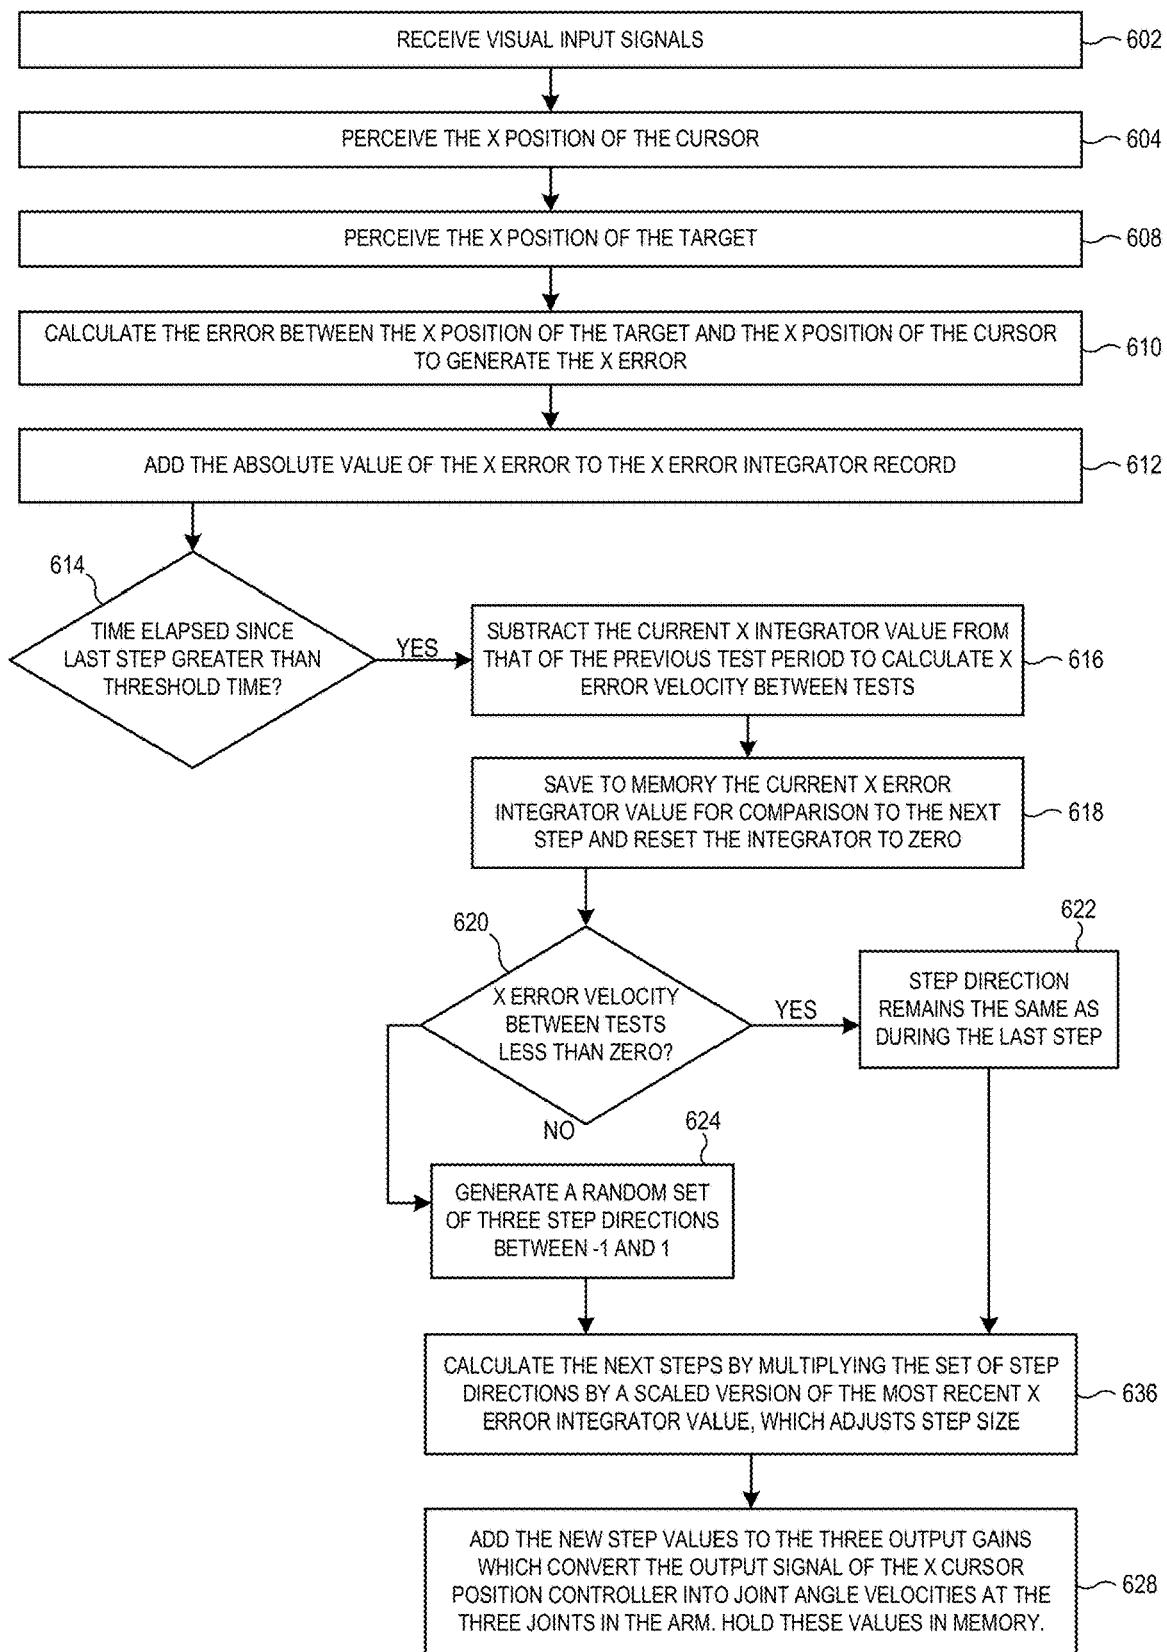 RECEIVE VISUAL INPUT SIGNALS
602
PERCEIVE THE X POSITION OF THE CURSOR
604
PERCEIVE THE X POSITION OF THE TARGET
608
CALCULATE THE ERROR BETWEEN THE X POSITION OF THE TARGET AND THE X POSITION OF THE CURSOR
TO GENERATE THE X ERROR
610
ADD THE ABSOLUTE VALUE OF THE X ERROR TO THE X ERROR INTEGRATOR RECORD
612
614
TIME ELAPSED SINCE
LAST STEP GREATER THAN
THRESHOLD TIME?
YES
SUBTRACT THE CURRENT X INTEGRATOR VALUE FROM
THAT OF THE PREVIOUS TEST PERIOD TO CALCULATE X
ERROR VELOCITY BETWEEN TESTS
616
SAVE TO MEMORY THE CURRENT X ERROR
INTEGRATOR VALUE FOR COMPARISON TO THE NEXT
STEP AND RESET THE INTEGRATOR TO ZERO
618
620
X ERROR VELOCITY
BETWEEN TESTS
LESS THAN ZERO?
YES
622
STEP DIRECTION
REMAINS THE SAME AS
DURING THE LAST STEP
NO
624
GENERATE A RANDOM SET
OF THREE STEP DIRECTIONS
BETWEEN -1 AND 1
CALCULATE THE NEXT STEPS BY MULTIPLYING THE SET OF STEP
DIRECTIONS BY A SCALED VERSION OF THE MOST RECENT X
ERROR INTEGRATOR VALUE, WHICH ADJUSTS STEP SIZE
636
ADD THE NEW STEP VALUES TO THE THREE OUTPUT GAINS
WHICH CONVERT THE OUTPUT SIGNAL OF THE X CURSOR
POSITION CONTROLLER INTO JOINT ANGLE VELOCITIES AT THE
THREE JOINTS IN THE ARM. HOLD THESE VALUES IN MEMORY.
628